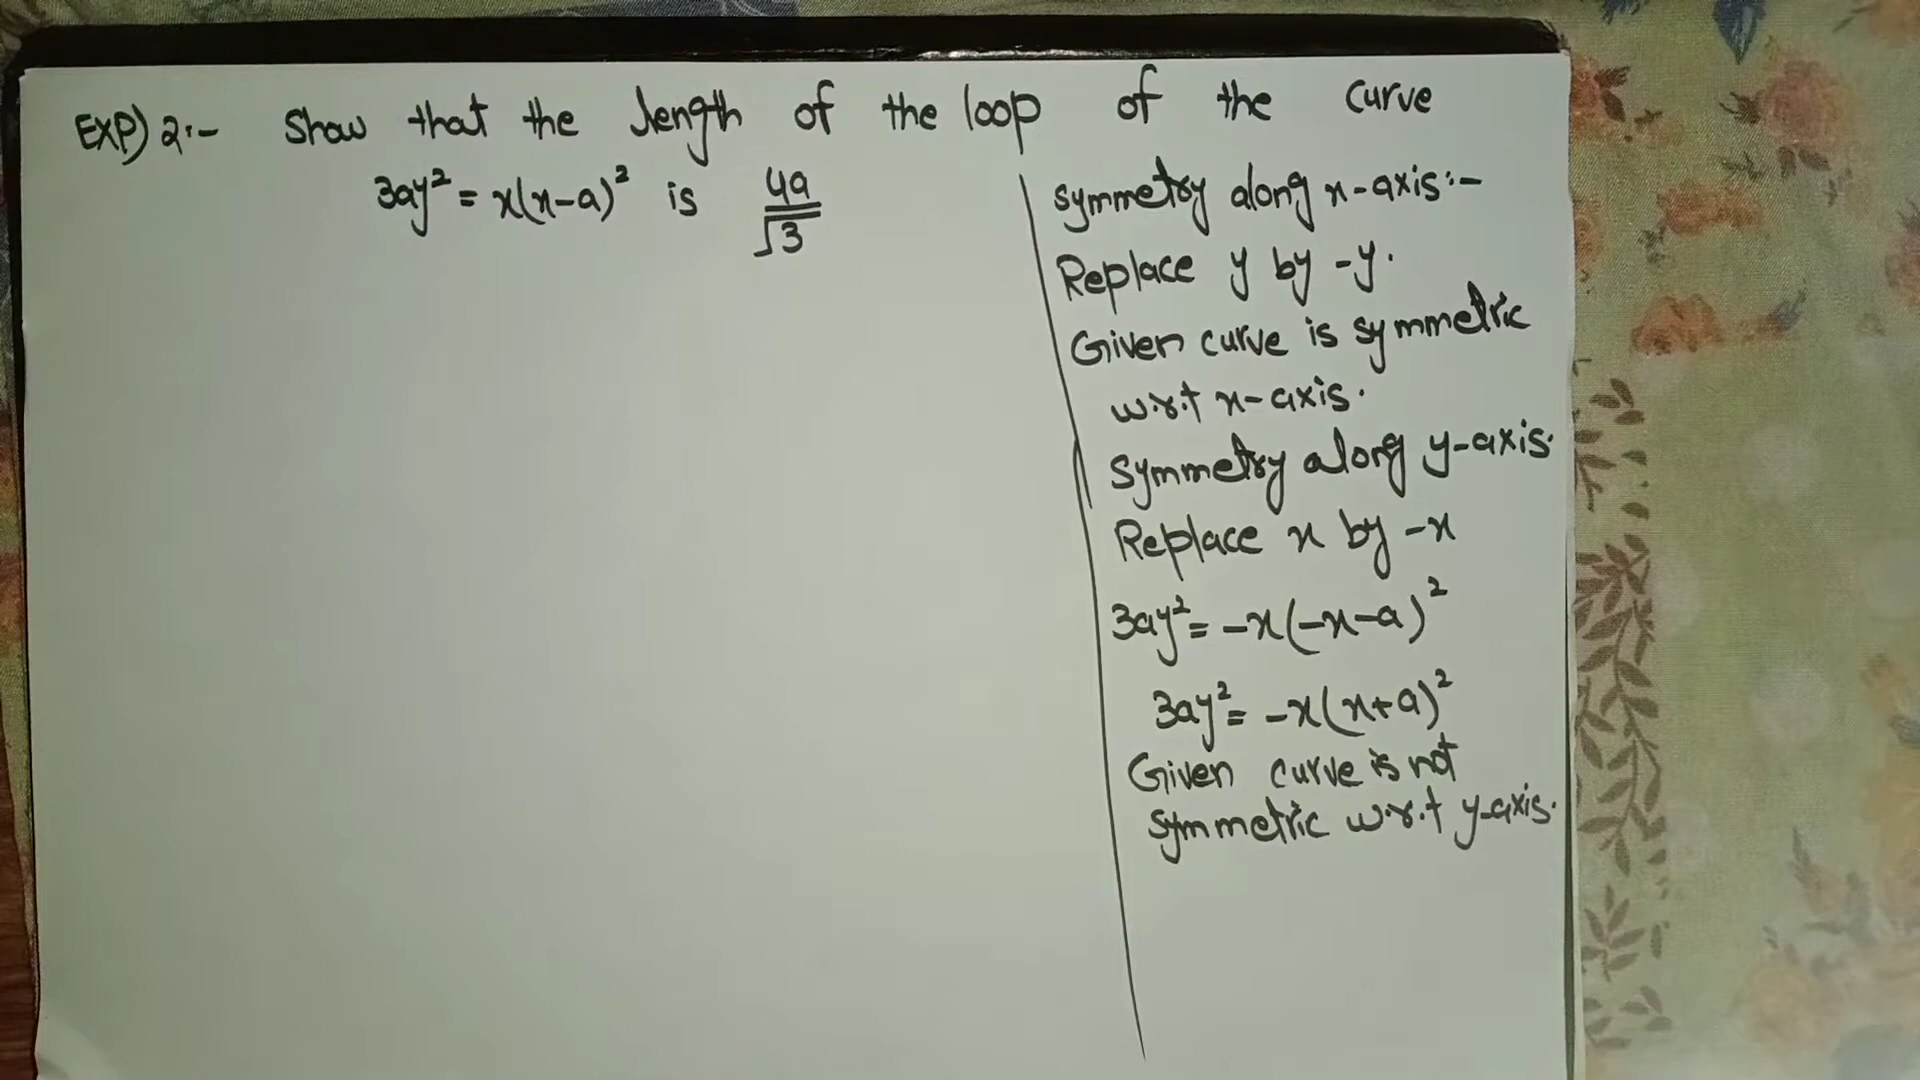 EXP) 2:- Show that the length of the loop of the curve
3ay² = x(x-a)² is 4a/√3
symmetry along x-axis:-
Replace y by -y.
Given curve is symmetric
w.r.t x-axis.
Symmetry along y-axis.
Replace x by -x
3ay² = -x(-x-a)²
3ay² = -x(x+a)²
Given curve is not
symmetric w.r.t y-axis.